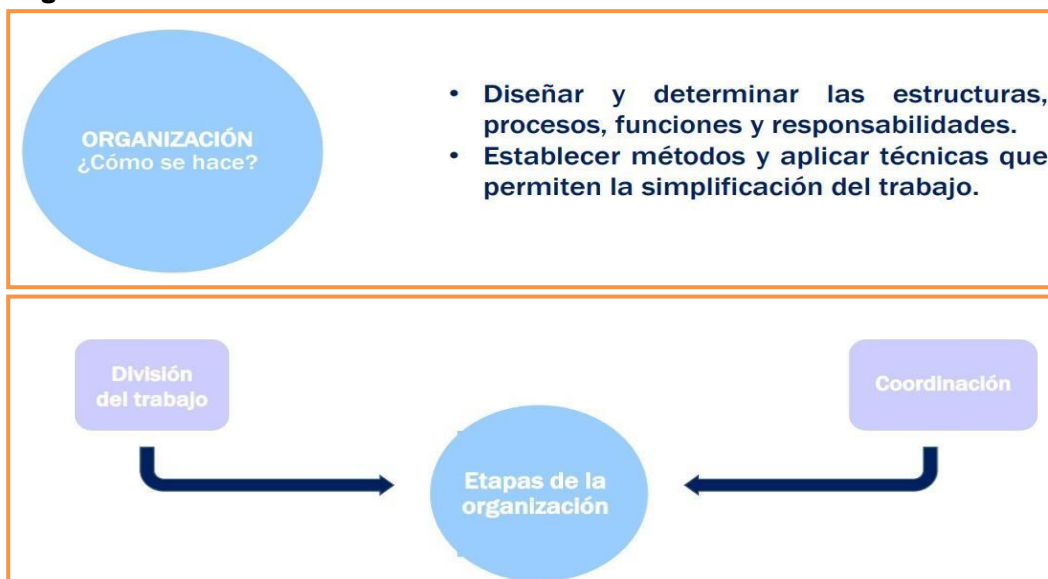 ORGANIZACIÓN
¿Cómo se hace?
• Diseñar y determinar las estructuras,
procesos, funciones y responsabilidades.
• Establecer métodos y aplicar técnicas que
permiten la simplificación del trabajo.
División
del trabajo
Coordinación
Etapas de la
organización